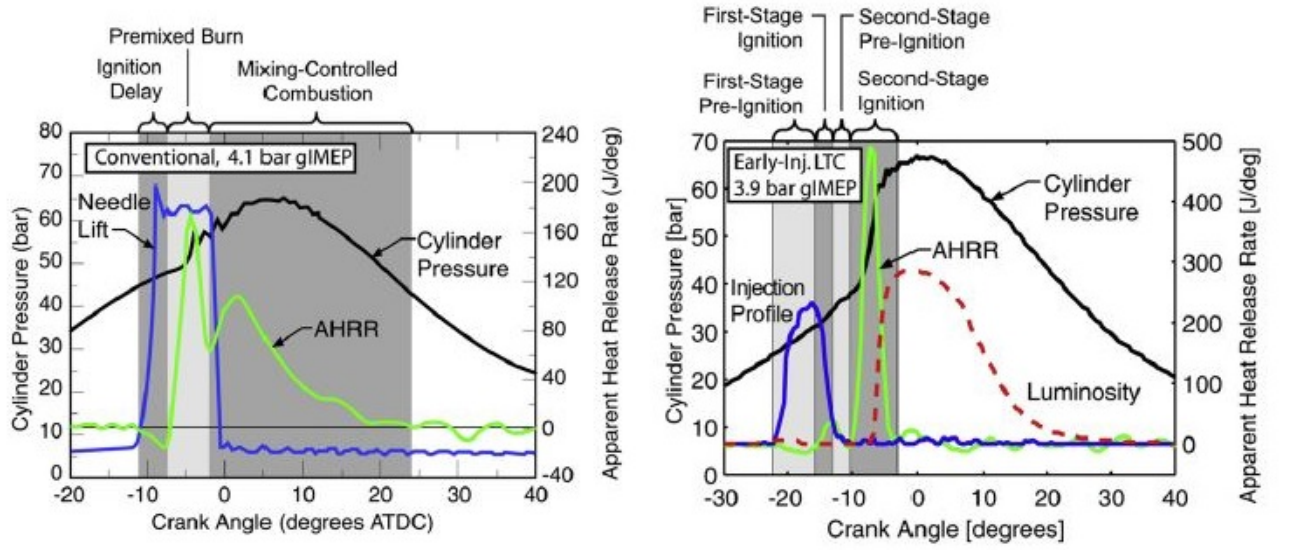 Premixed Burn
Ignition
Delay
Mixing-Controlled
Combustion
80
70
60
50
40
30
20
10
0
Cylinder Pressure (bar)
Conventional, 4.1 bar gIMEP
Needle
Lift
Cylinder
Pressure
AHRR
240
200
160
120
80
40
0
-40
Apparent Heat Release Rate (J/deg)
-20
-10
0
10
20
30
40
Crank Angle (degrees ATDC)
First-Stage
Ignition
Second-Stage
Pre-Ignition
First-Stage
Pre-Ignition
Second-Stage
Ignition
70
60
50
40
30
20
10
0
Cylinder Pressure [bar]
Early-Inj. LTC
3.9 bar gIMEP
Cylinder
Pressure
AHRR
Injection
Profile
Luminosity
500
400
300
200
100
0
Apparent Heat Release Rate [J/deg]
-30
-20
-10
0
10
20
30
40
Crank Angle [degrees]